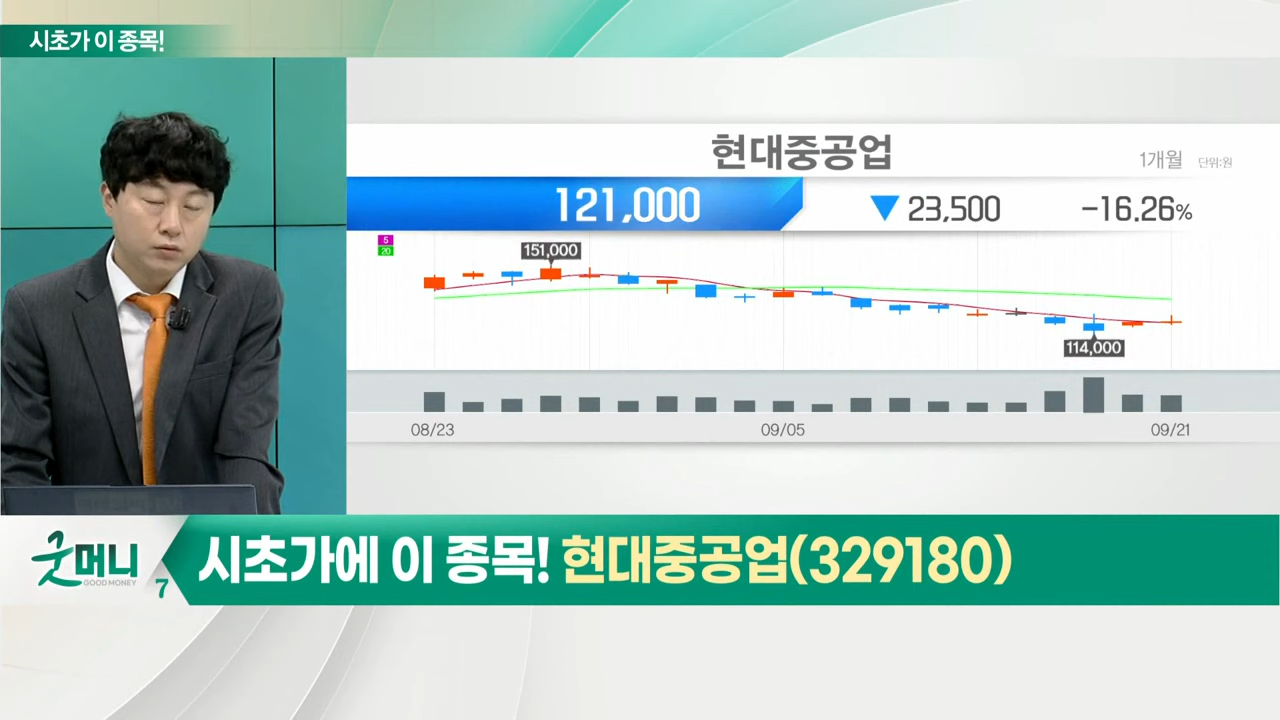 시초가 이 종목!
현대중공업
1개월 단위:원
121,000 ▼ 23,500 -16.26%
5
20
151,000
114,000
08/23 09/05 09/21
굿머니
GOOD MONEY
7
시초가에 이 종목! 현대중공업(329180)